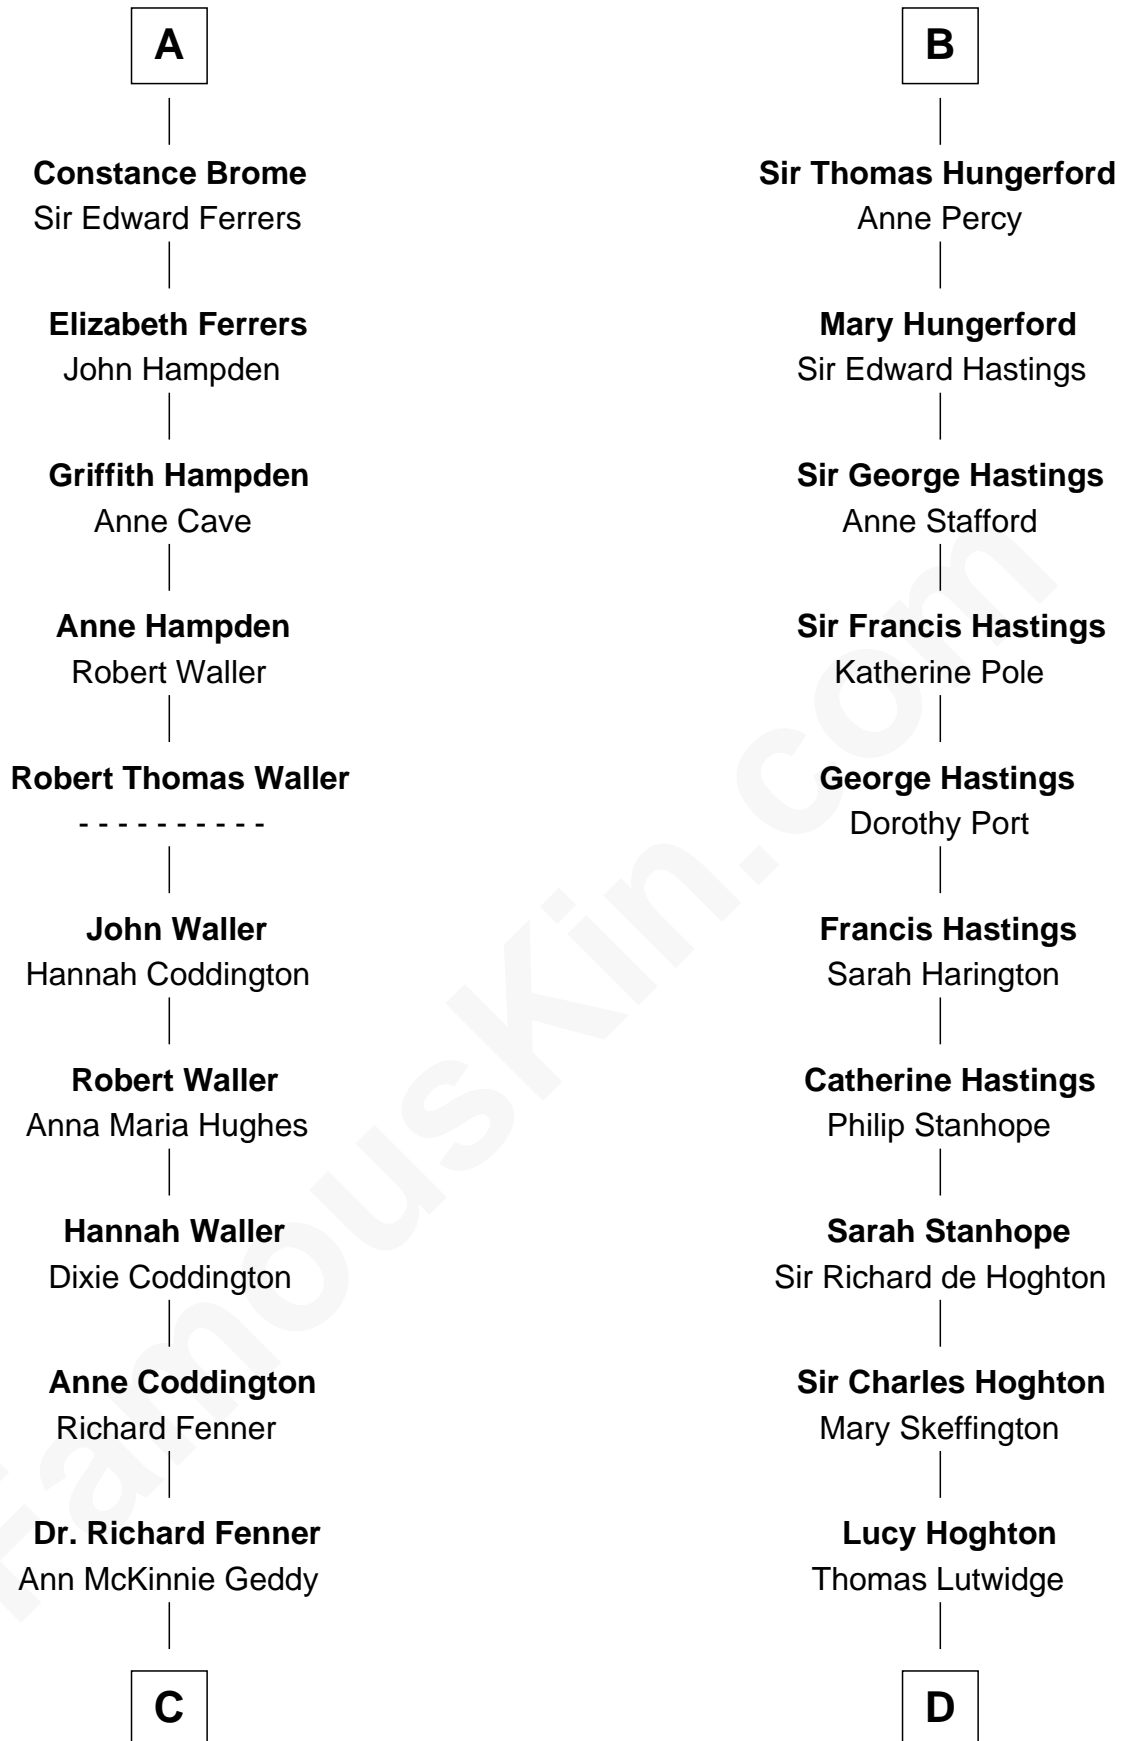 A
Constance Brome
Sir Edward Ferrers
Elizabeth Ferrers
John Hampden
Griffith Hampden
Anne Cave
Anne Hampden
Robert Waller
Robert Thomas Waller
- - - - - - - - - -
John Waller
Hannah Coddington
Robert Waller
Anna Maria Hughes
Hannah Waller
Dixie Coddington
Anne Coddington
Richard Fenner
Dr. Richard Fenner
Ann McKinnie Geddy
C
B
Sir Thomas Hungerford
Anne Percy
Mary Hungerford
Sir Edward Hastings
Sir George Hastings
Anne Stafford
Sir Francis Hastings
Katherine Pole
George Hastings
Dorothy Port
Francis Hastings
Sarah Harington
Catherine Hastings
Philip Stanhope
Sarah Stanhope
Sir Richard de Hoghton
Sir Charles Hoghton
Mary Skeffington
Lucy Hoghton
Thomas Lutwidge
D
FamousKin.com